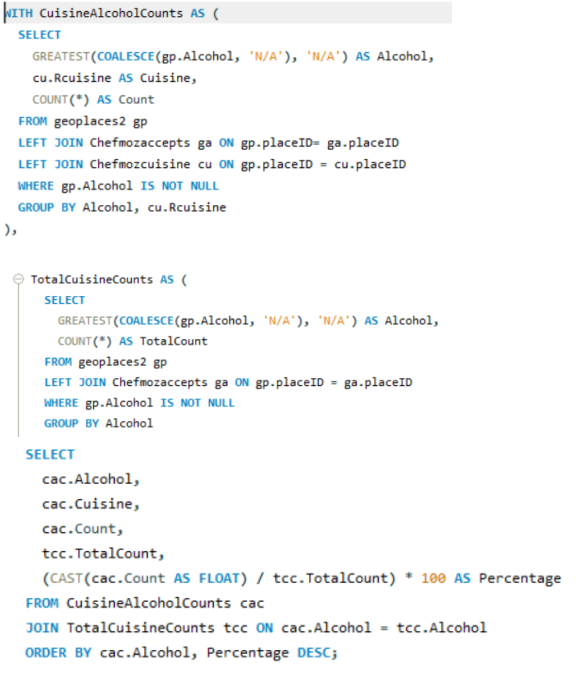 WITH CuisineAlcoholCounts AS (
SELECT
GREATEST(COALESCE(gp.Alcohol, 'N/A'), 'N/A') AS Alcohol,
cu.Rcuisine AS Cuisine,
COUNT(*) AS Count
FROM geoplaces2 gp
LEFT JOIN Chefmozaccepts ga ON gp.placeID= ga.placeID
LEFT JOIN Chefmozcuisine cu ON gp.placeID = cu.placeID
WHERE gp.Alcohol IS NOT NULL
GROUP BY Alcohol, cu.Rcuisine
),
TotalCuisineCounts AS (
SELECT
GREATEST(COALESCE(gp.Alcohol, 'N/A'), 'N/A') AS Alcohol,
COUNT(*) AS TotalCount
FROM geoplaces2 gp
LEFT JOIN Chefmozaccepts ga ON gp.placeID = ga.placeID
WHERE gp.Alcohol IS NOT NULL
GROUP BY Alcohol
SELECT
cac.Alcohol,
cac.Cuisine,
cac.Count,
tcc.TotalCount,
(CAST(cac.Count AS FLOAT) / tcc.TotalCount) * 100 AS Percentage
FROM CuisineAlcoholCounts cac
JOIN TotalCuisineCounts tcc ON cac.Alcohol = tcc.Alcohol
ORDER BY cac.Alcohol, Percentage DESC;